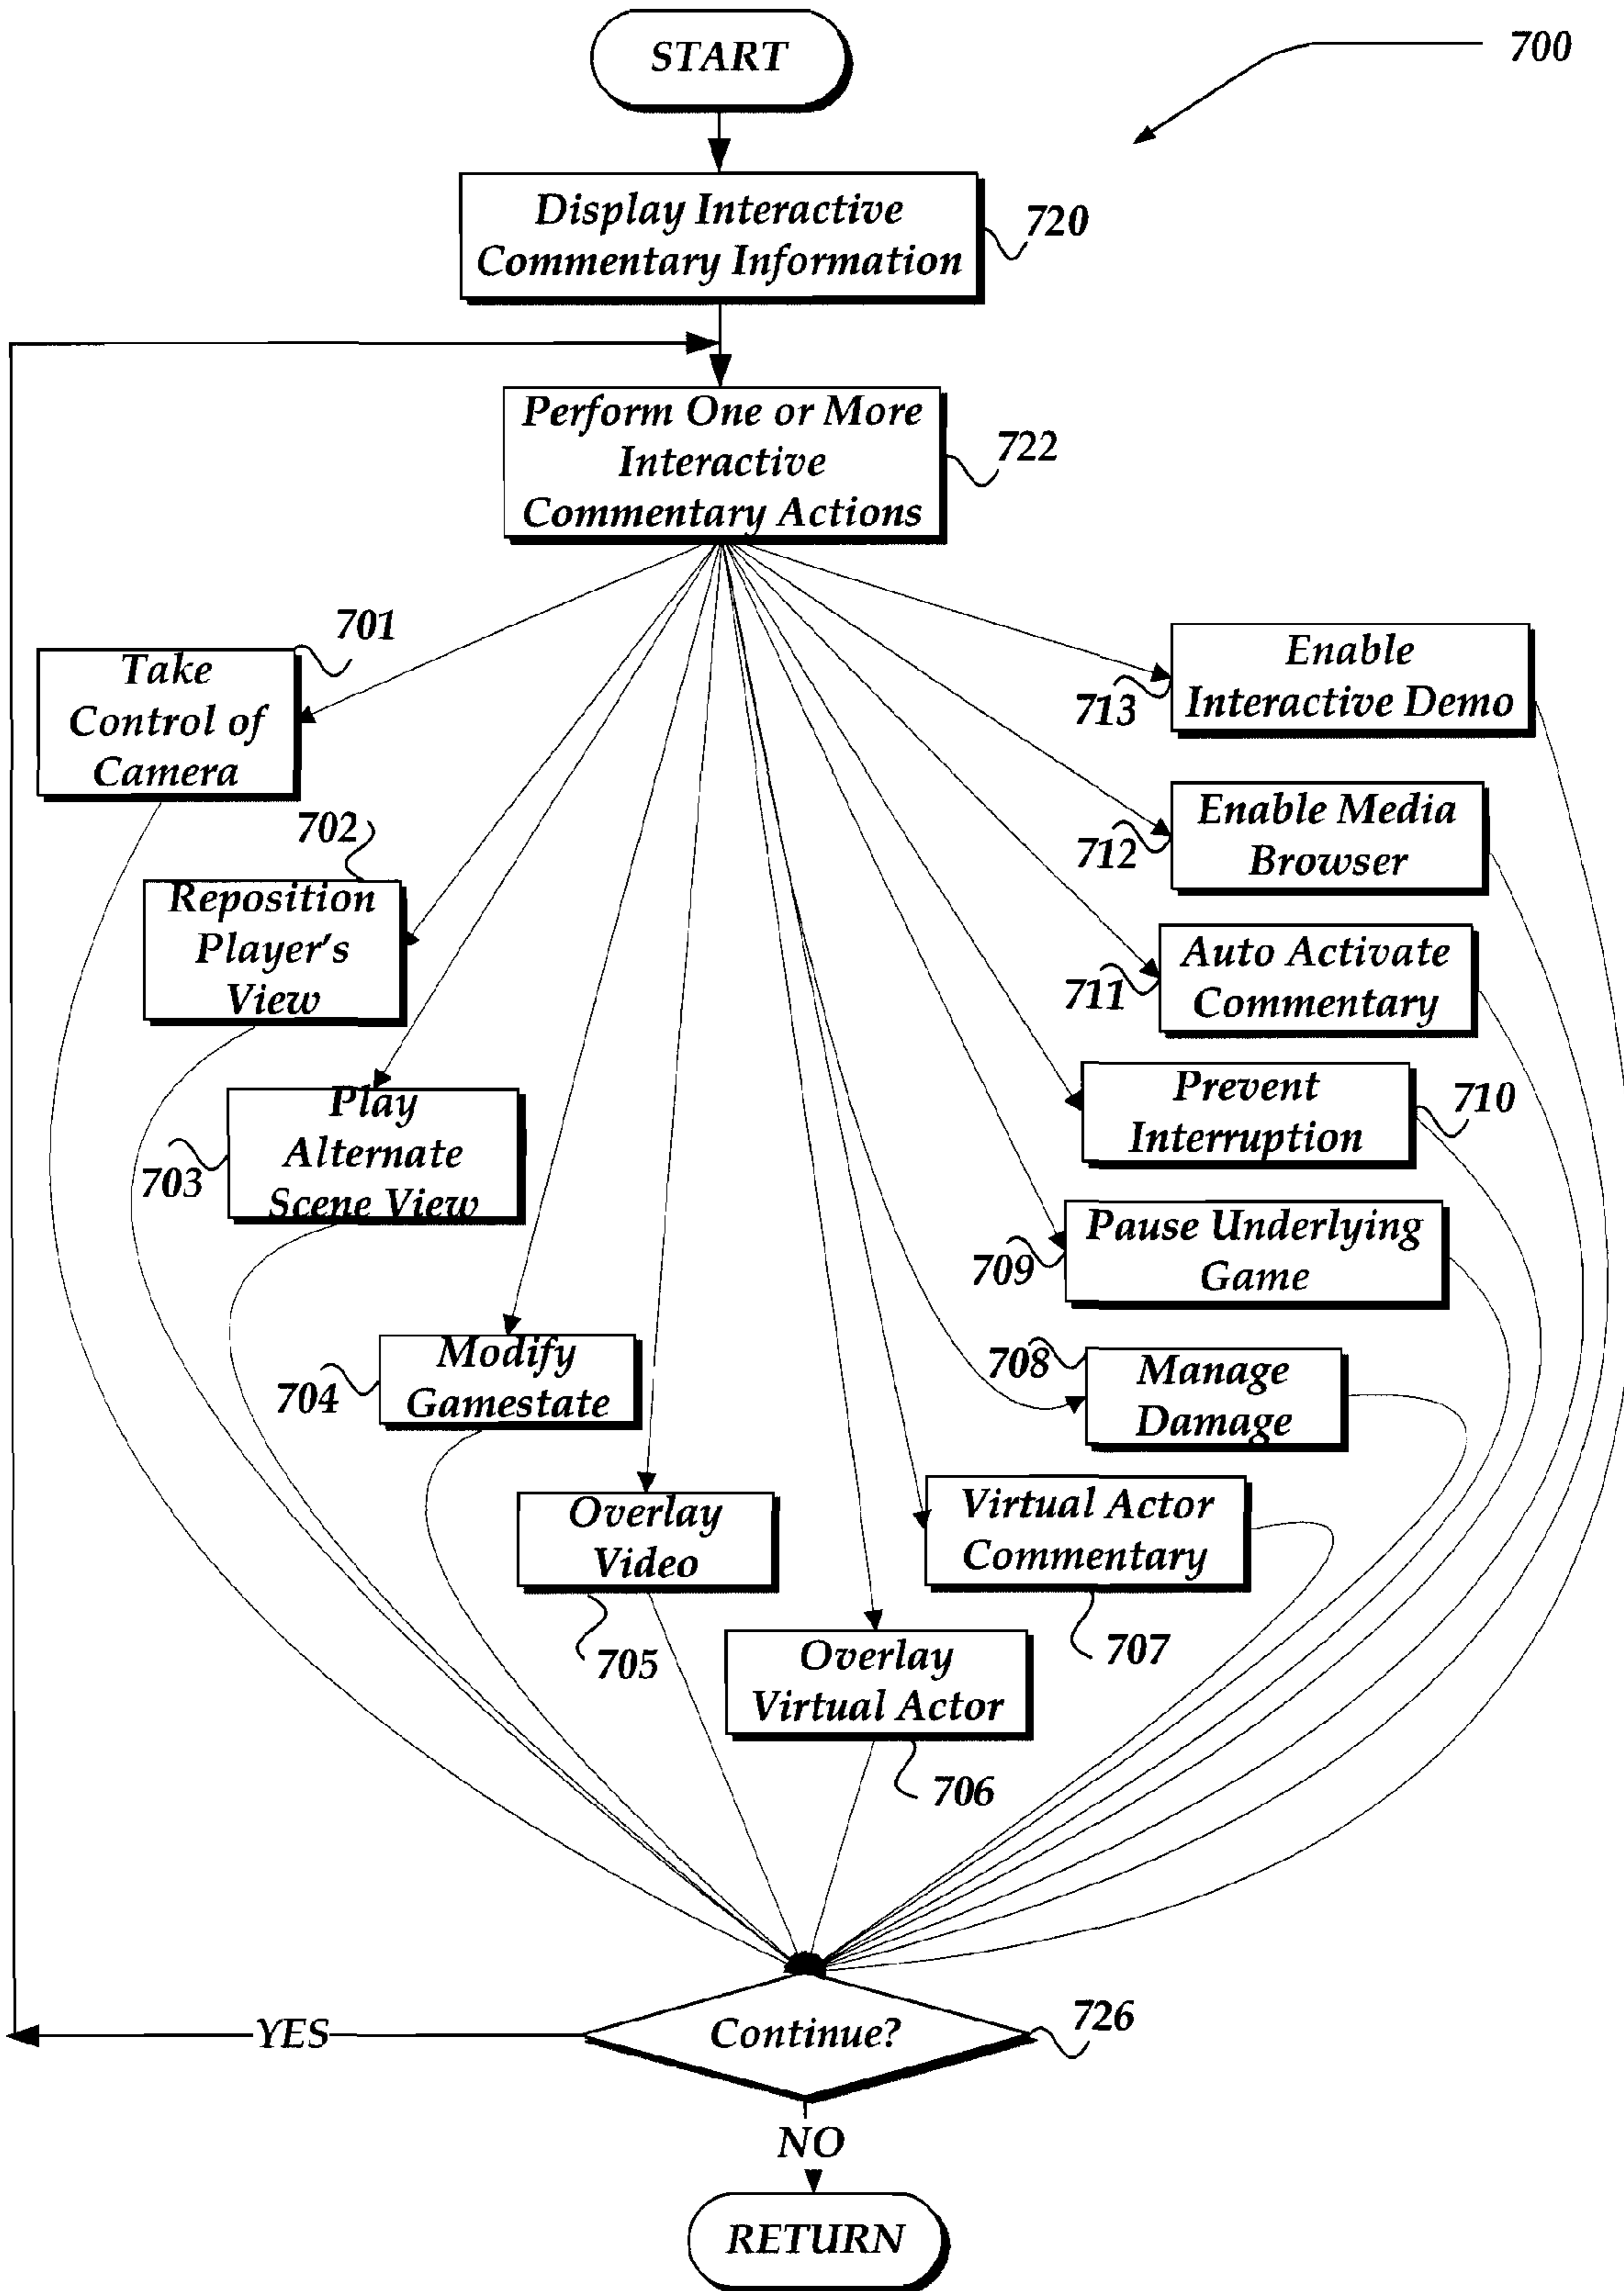 START
700
Display Interactive
Commentary Information
720
Perform One or More
Interactive
Commentary Actions
722
701
Take
Control of
Camera
702
Reposition
Player's
View
703
Play
Alternate
Scene View
704
Modify
Gamestate
Overlay
Video
705
Overlay
Virtual Actor
706
Virtual Actor
Commentary
707
708
Manage
Damage
709
Pause Underlying
Game
Prevent
Interruption
710
711
Auto Activate
Commentary
712
Enable Media
Browser
713
Enable
Interactive Demo
Continue?
726
YES
NO
RETURN